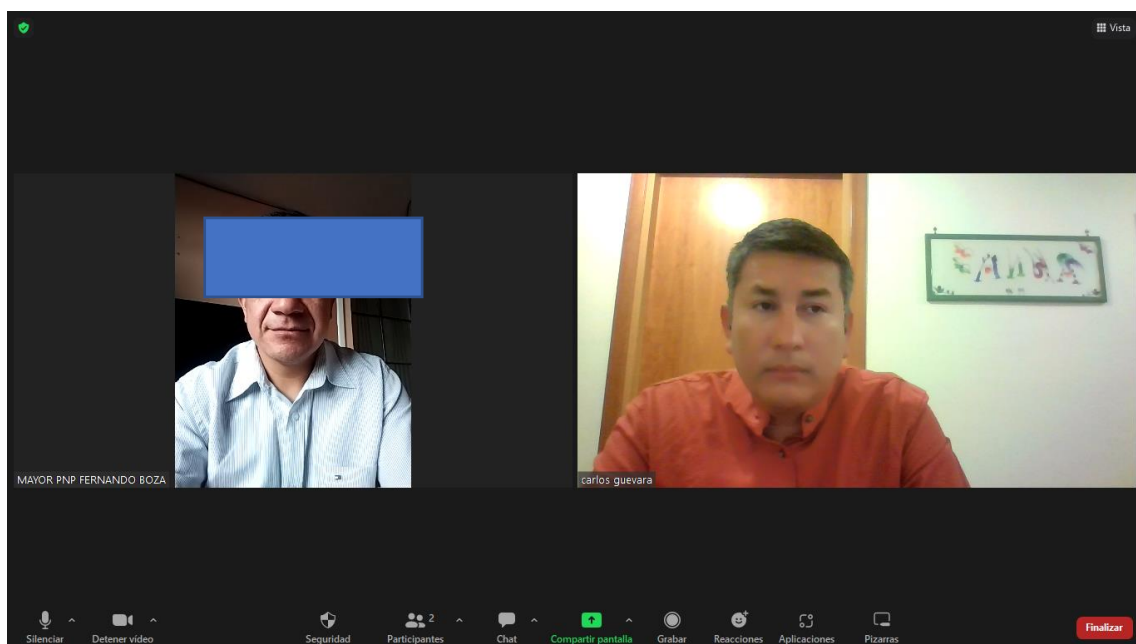 Vista
ANNA
MAYOR PNP FERNANDO BOZA
carlos guevara
2
Silenciar
Detener vídeo
Seguridad
Participantes
Chat
Compartir pantalla
Grabar
Reacciones
Aplicaciones
Pizarras
Finalizar